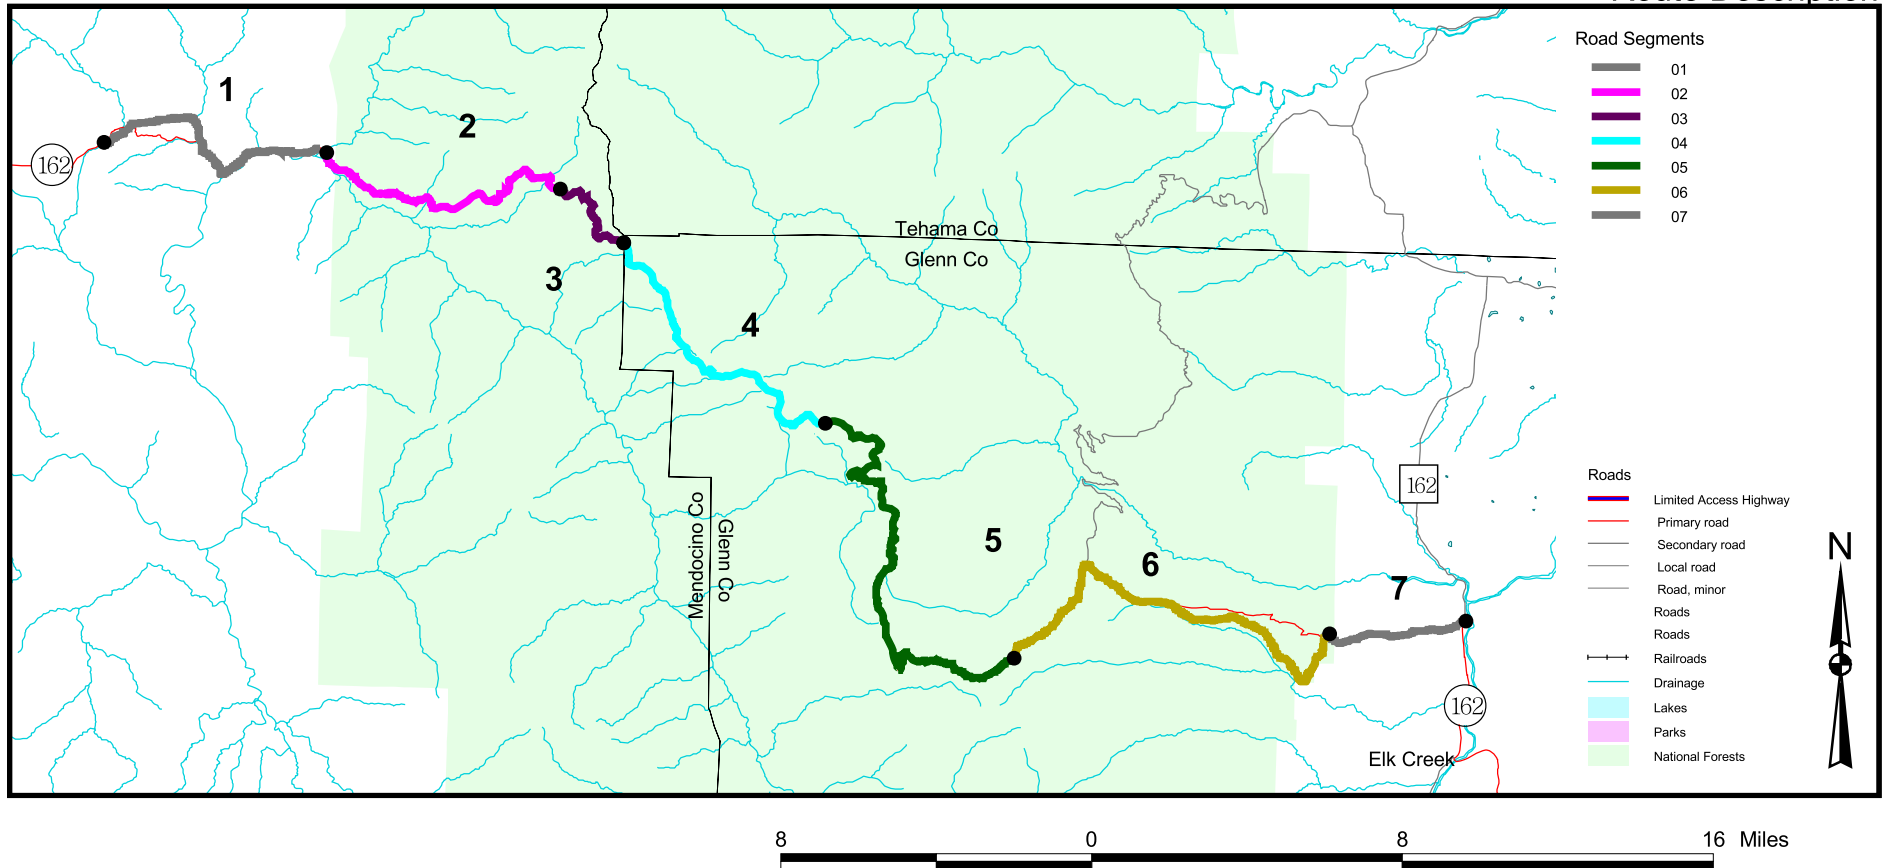 Route Description
Road Segments
01
02
03
04
05
06
07
1
2
3
4
5
6
7
162
Tehama Co
Glenn Co
Mendocino Co
Glenn Co
162
162
Elk Creek
Roads
Limited Access Highway
Primary road
Secondary road
Local road
Road, minor
Roads
Roads
Railroads
Drainage
Lakes
Parks
National Forests
N
8 0 8 16 Miles